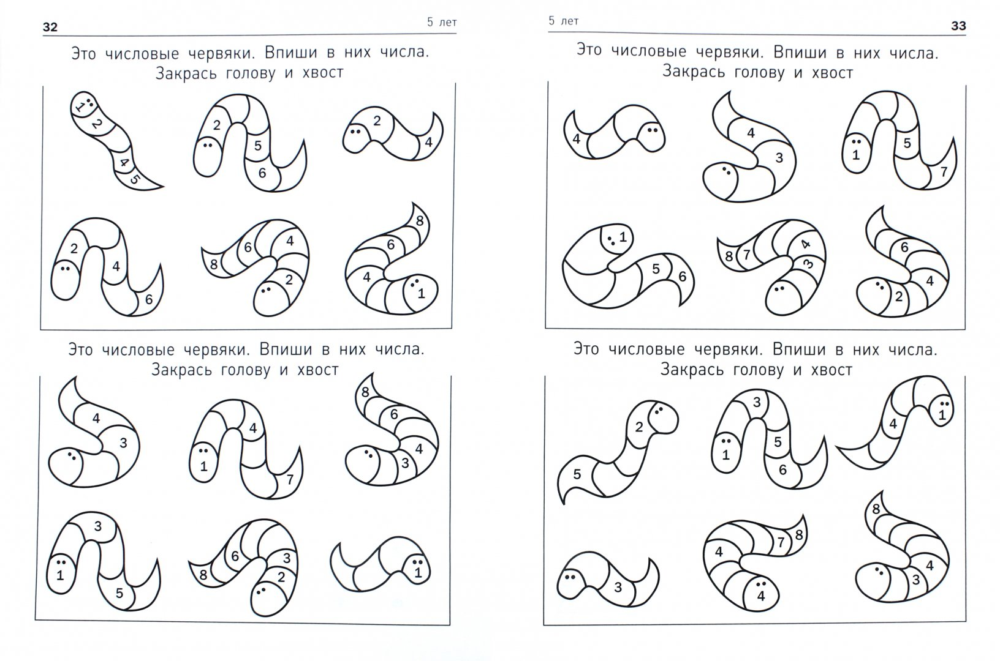 32
5 лет
Это числовые червяки. Впиши в них числа.
Закрась голову и хвост
1 2 4 5
2 5 6
2 4
2 4 6
8 6 4 2
8 6 4 1
Это числовые червяки. Впиши в них числа.
Закрась голову и хвост
4 3
1 4 7
8 6 4 3
1 3 5
8 6 3 2
1
5 лет
33
Это числовые червяки. Впиши в них числа.
Закрась голову и хвост
4
4 3
1 5 7
1 5 6
8 7 4 3
6 4 2
Это числовые червяки. Впиши в них числа.
Закрась голову и хвост
2 5
1 3 5 6
4 1
3
4 7 8 4
8 4 3